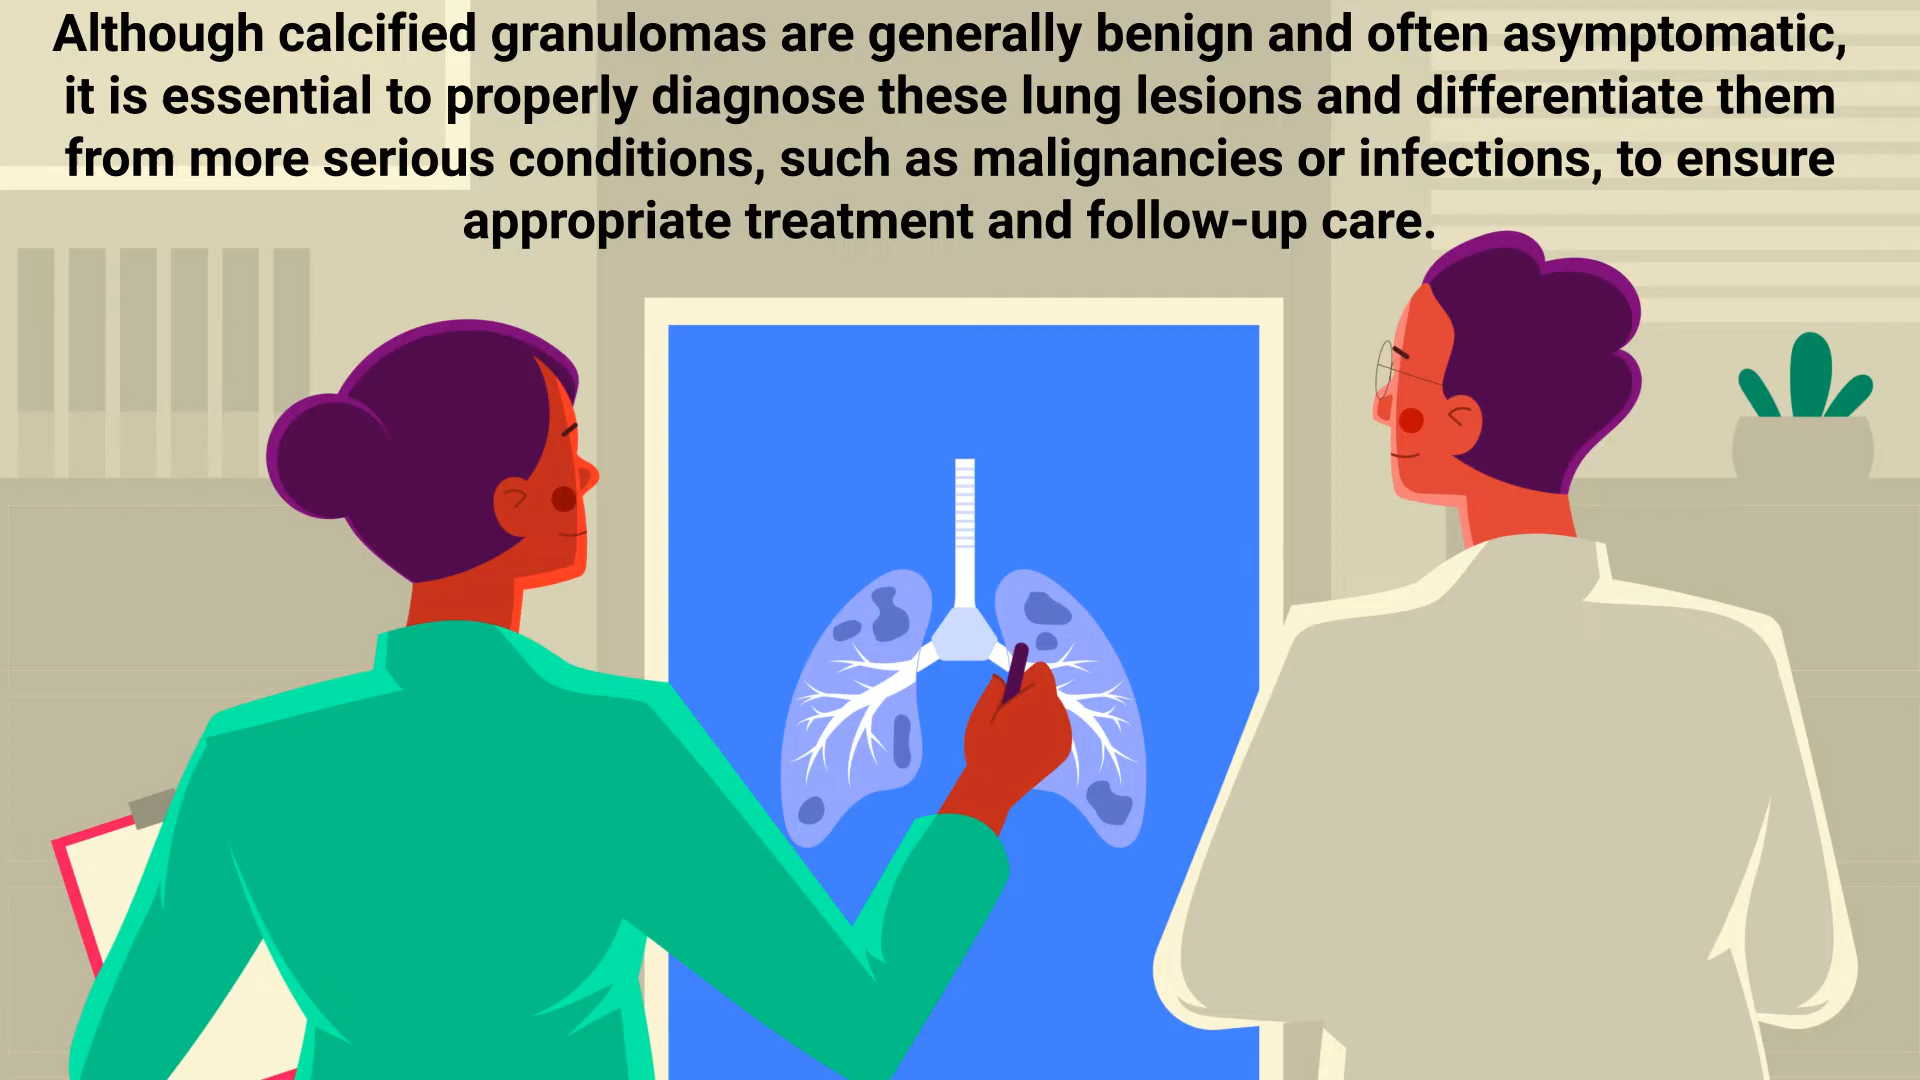 Although calcified granulomas are generally benign and often asymptomatic,
it is essential to properly diagnose these lung lesions and differentiate them
from more serious conditions, such as malignancies or infections, to ensure
appropriate treatment and follow-up care.